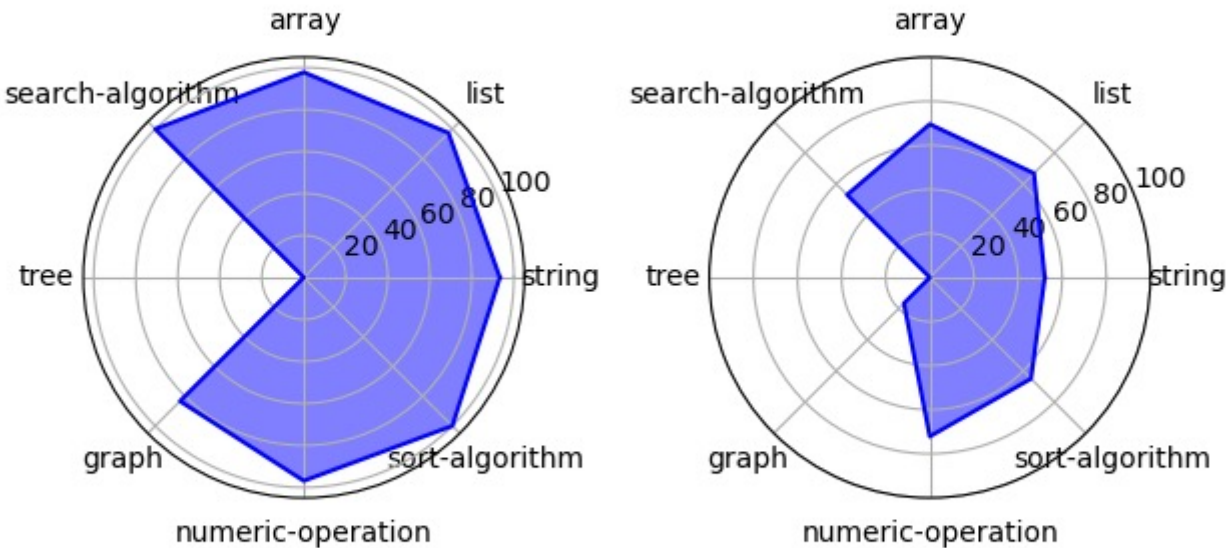 array
search-algorithm
list
100
80
60
40
20
tree
string
graph
sort-algorithm
numeric-operation
array
search-algorithm
list
100
80
60
40
20
tree
string
graph
sort-algorithm
numeric-operation